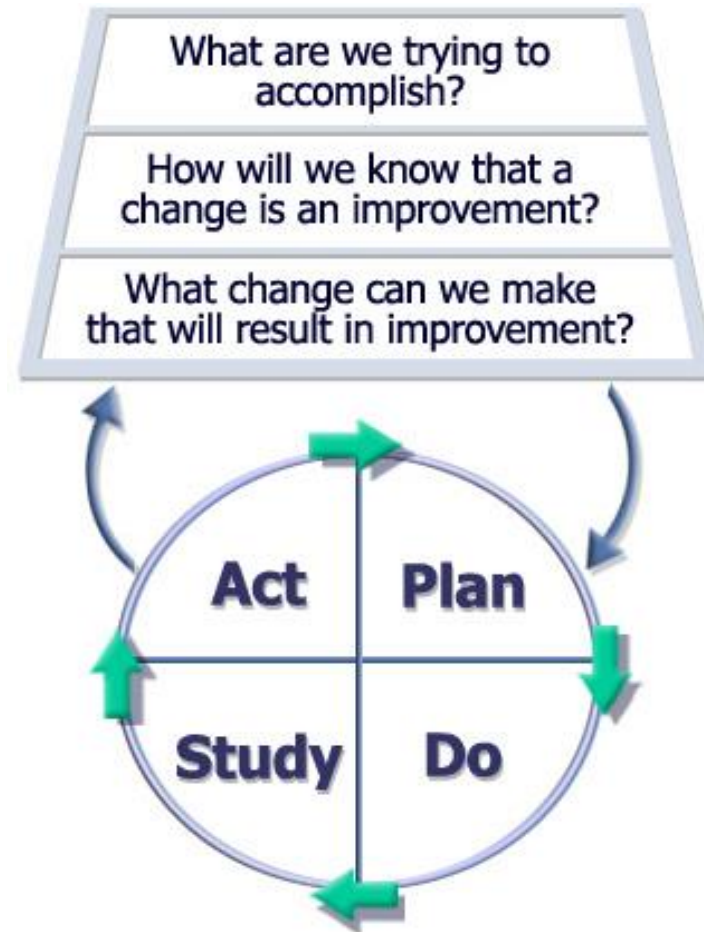 What are we trying to
accomplish?
How will we know that a
change is an improvement?
What change can we make
that will result in improvement?
Act
Plan
Study
Do